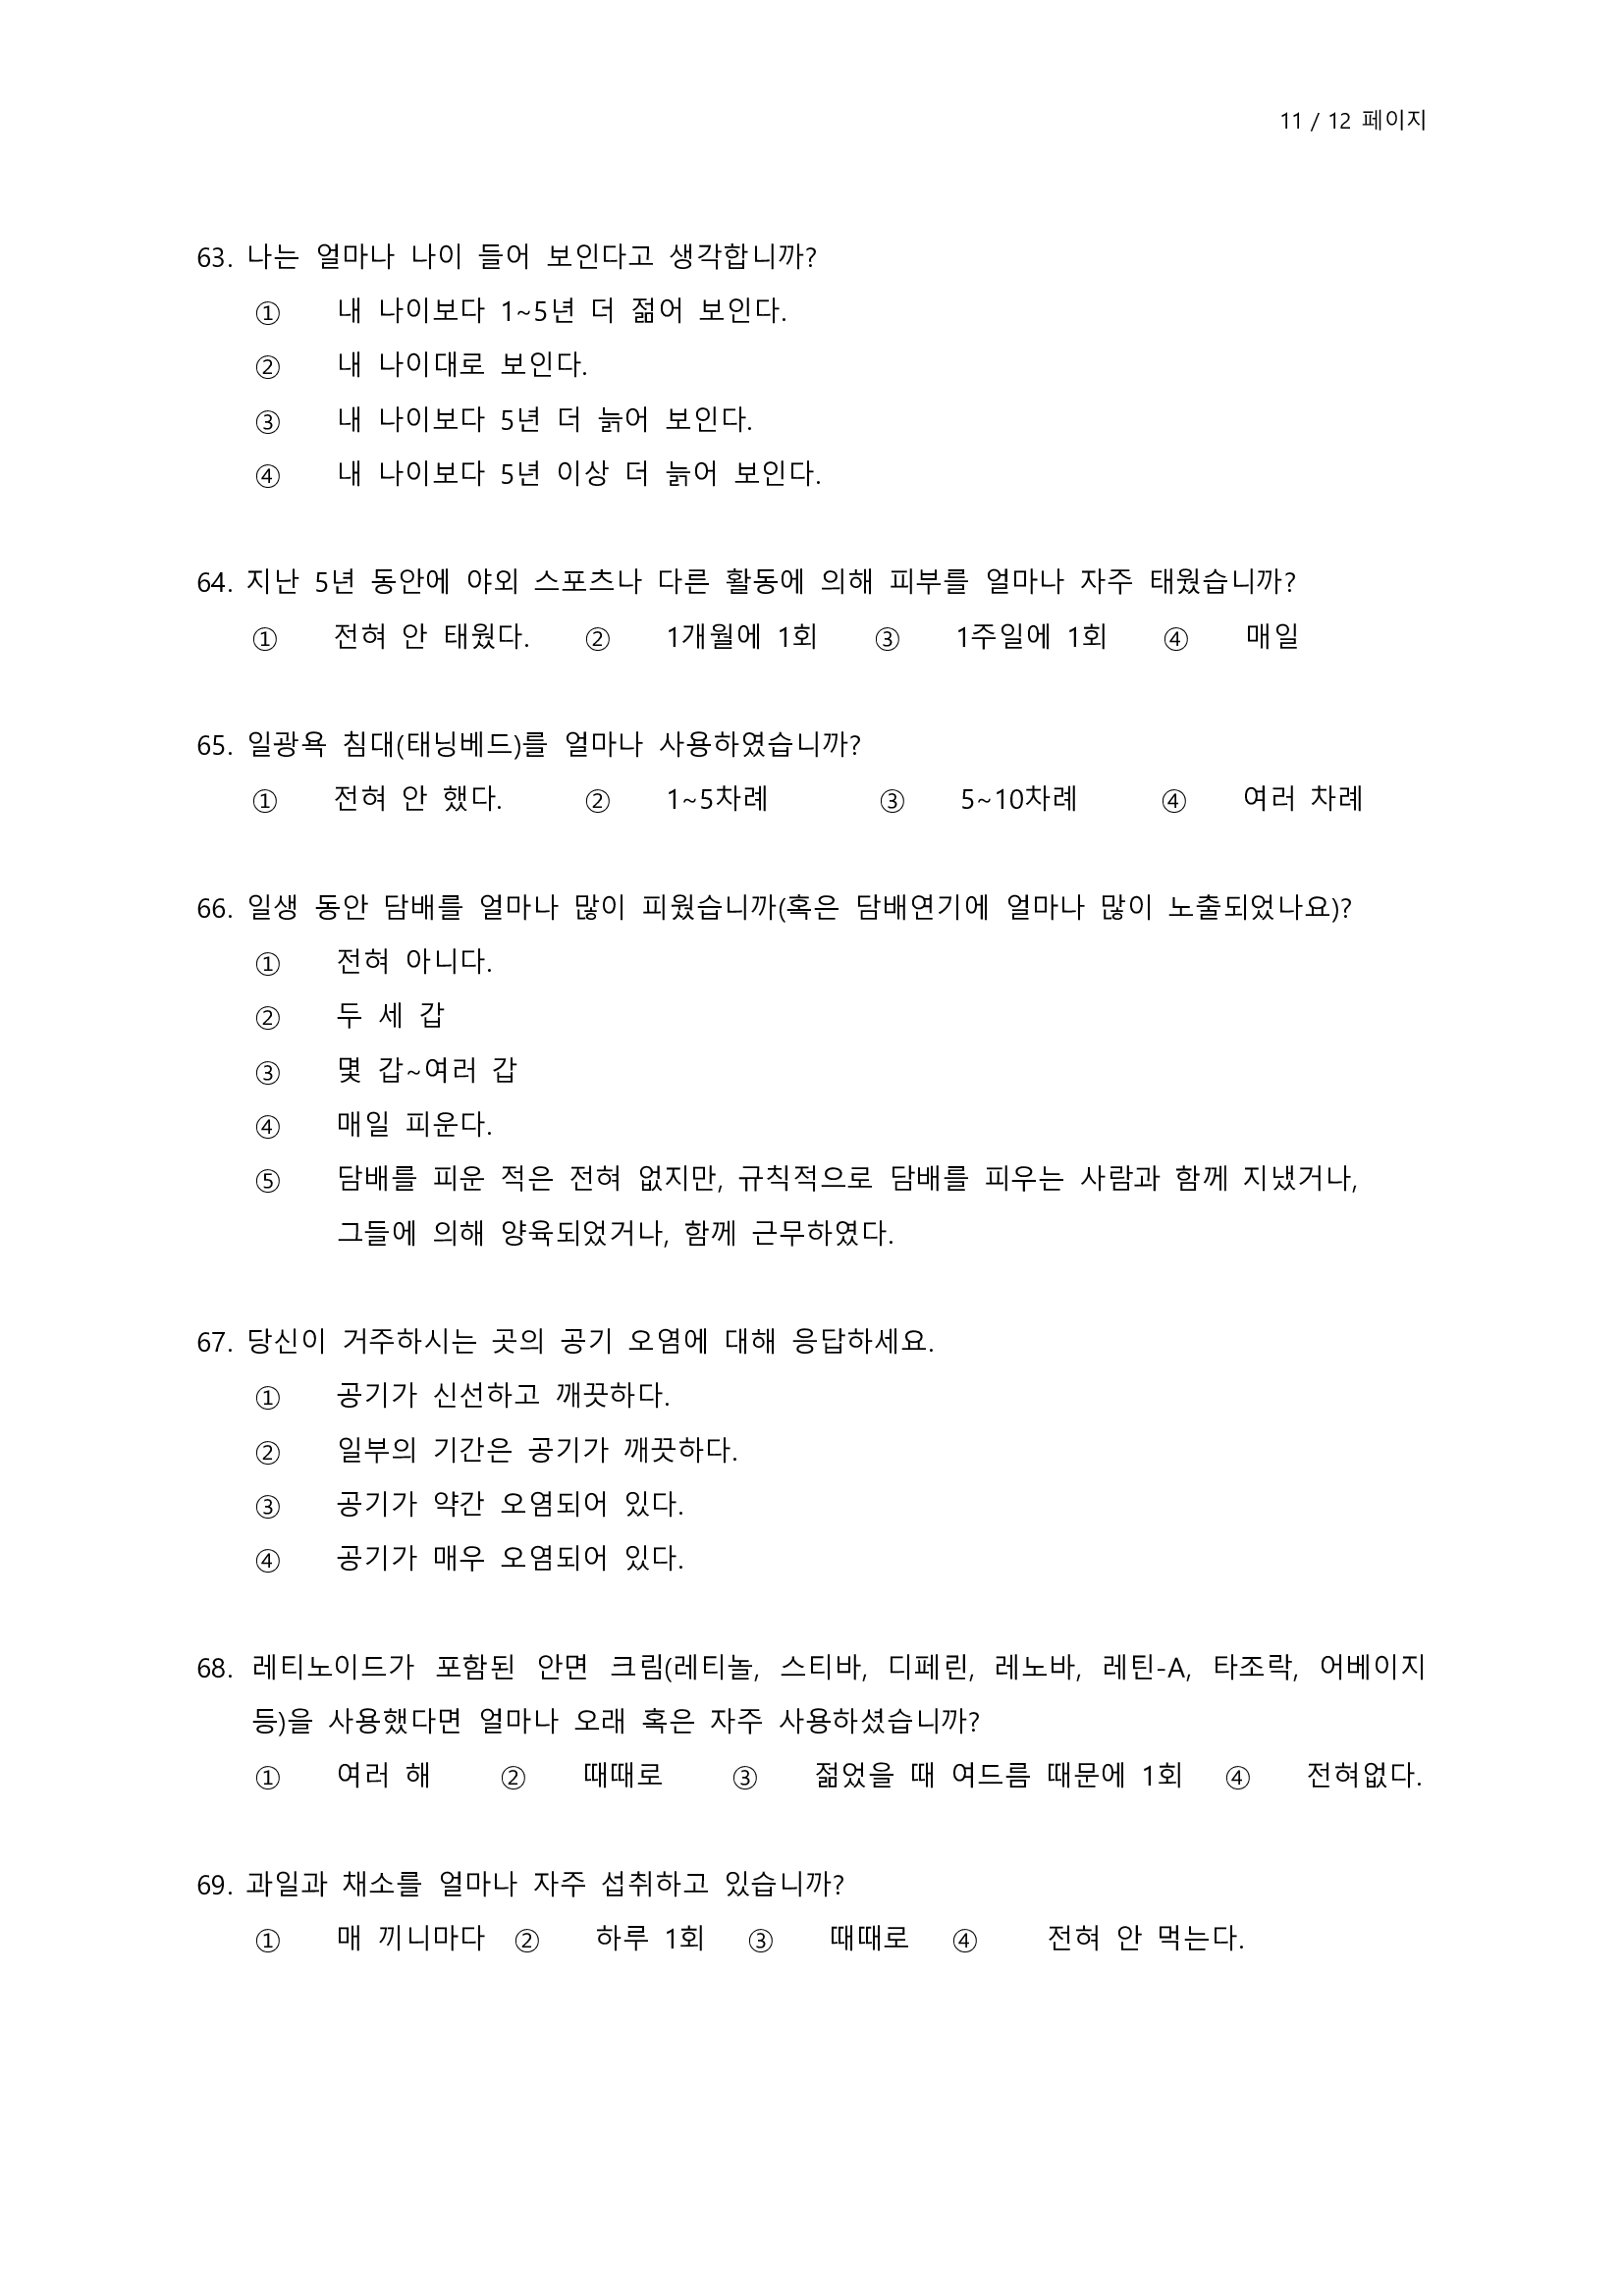 11 / 12 페이지
63. 나는 얼마나 나이 들어 보인다고 생각합니까?
① 내 나이보다 1~5년 더 젊어 보인다.
② 내 나이대로 보인다.
③ 내 나이보다 5년 더 늙어 보인다.
④ 내 나이보다 5년 이상 더 늙어 보인다.
64. 지난 5년 동안에 야외 스포츠나 다른 활동에 의해 피부를 얼마나 자주 태웠습니까?
① 전혀 안 태웠다. ② 1개월에 1회 ③ 1주일에 1회 ④ 매일
65. 일광욕 침대(태닝베드)를 얼마나 사용하였습니까?
① 전혀 안 했다. ② 1~5차례 ③ 5~10차례 ④ 여러 차례
66. 일생 동안 담배를 얼마나 많이 피웠습니까(혹은 담배연기에 얼마나 많이 노출되었나요)?
① 전혀 아니다.
② 두 세 갑
③ 몇 갑~여러 갑
④ 매일 피운다.
⑤ 담배를 피운 적은 전혀 없지만, 규칙적으로 담배를 피우는 사람과 함께 지냈거나,
그들에 의해 양육되었거나, 함께 근무하였다.
67. 당신이 거주하시는 곳의 공기 오염에 대해 응답하세요.
① 공기가 신선하고 깨끗하다.
② 일부의 기간은 공기가 깨끗하다.
③ 공기가 약간 오염되어 있다.
④ 공기가 매우 오염되어 있다.
68. 레티노이드가 포함된 안면 크림(레티놀, 스티바, 디페린, 레노바, 레틴-A, 타조락, 어베이지
등)을 사용했다면 얼마나 오래 혹은 자주 사용하셨습니까?
① 여러 해 ② 때때로 ③ 젊었을 때 여드름 때문에 1회 ④ 전혀없다.
69. 과일과 채소를 얼마나 자주 섭취하고 있습니까?
① 매 끼니마다 ② 하루 1회 ③ 때때로 ④ 전혀 안 먹는다.